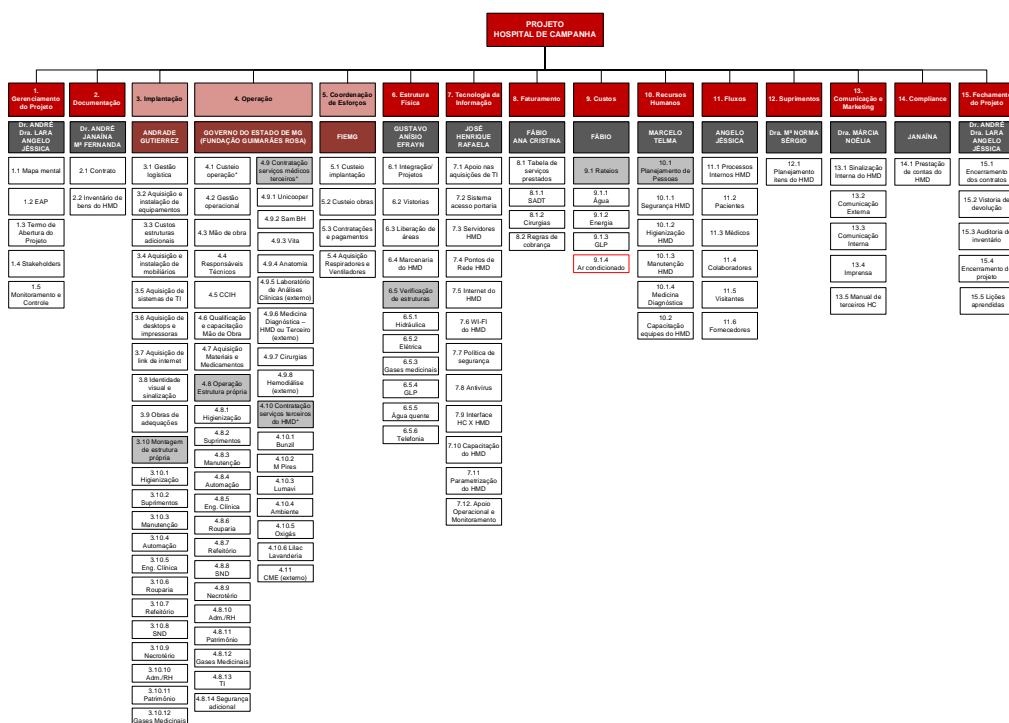 PROJETO
HOSPITAL DE CAMPANHA
1.
Gerenciamento
do Projeto
Dr. ANDRÉ
Dra. LARA
ANGELO
JÉSSICA
1.1 Mapa mental
1.2 EAP
1.3 Termo de
Abertura do
Projeto
1.4 Stakeholders
1.5
Monitoramento e
Controle
2.
Documentação
Dr. ANDRÉ
JANAÍNA
Mª FERNANDA
2.1 Contrato
2.2 Inventário de
bens do HMD
3. Implantação
ANDRADE
GUTIERREZ
3.1 Gestão
logística
3.2 Aquisição e
instalação de
equipamentos
3.3 Custos
estruturas
adicionais
3.4 Aquisição e
instalação de
mobiliários
3.5 Aquisição de
sistemas de TI
3.6 Aquisição de
desktops e
impressoras
3.7 Aquisição de
link de internet
3.8 Identidade
visual e
sinalização
3.9 Obras de
adequações
3.10 Montagem
de estrutura
própria
3.10.1
Higienização
3.10.2
Suprimentos
3.10.3
Manutenção
3.10.4
Automação
3.10.5
Eng. Clínica
3.10.6
Rouparia
3.10.7
Refeitório
3.10.8
SND
3.10.9
Necrotério
3.10.10
Adm./RH
3.10.11
Patrimônio
3.10.12
Gases Medicinais
4. Operação
GOVERNO DO ESTADO DE MG
(FUNDAÇÃO GUIMARÃES ROSA)
4.1 Custeio
operação*
4.2 Gestão
operacional
4.3 Mão de obra
4.4
Responsáveis
Técnicos
4.5 CCIH
4.6 Qualificação
e capacitação
Mão de Obra
4.7 Aquisição
Materiais e
Medicamentos
4.8 Operação
Estrutura própria
4.8.1
Higienização
4.8.2
Suprimentos
4.8.3
Manutenção
4.8.4
Automação
4.8.5
Eng. Clínica
4.8.6
Rouparia
4.8.7
Refeitório
4.8.8
SND
4.8.9
Necrotério
4.8.10
Adm./RH
4.8.11
Patrimônio
4.8.12
Gases Medicinais
4.8.13
TI
4.8.14 Segurança
adicional
4.9 Contratação
serviços médicos
terceiros*
4.9.1 Unicooper
4.9.2 Sam BH
4.9.3 Vita
4.9.4 Anatomia
4.9.5 Laboratório
de Análises
Clínicas (externo)
4.9.6 Medicina
Diagnóstica –
HMD ou Terceiro
(externo)
4.9.7 Cirurgias
4.9.8
Hemodiálise
(externo)
4.10 Contratação
serviços terceiros
do HMD*
4.10.1
Bunzil
4.10.2
M Pires
4.10.3
Lumavi
4.10.4
Ambiente
4.10.5
Oxigás
4.10.6 Lilac
Lavanderia
4.11
CME (externo)
5. Coordenação
de Esforços
FIEMG
5.1 Custeio
implantação
5.2 Custeio obras
5.3 Contratações
e pagamentos
5.4 Aquisição
Respiradores e
Ventiladores
6. Estrutura
Física
GUSTAVO
ANÍSIO
EFRAYN
6.1 Integração/
Projetos
6.2 Vistorias
6.3 Liberação de
áreas
6.4 Marcenaria
do HMD
6.5 Verificação
de estruturas
6.5.1
Hidráulica
6.5.2
Elétrica
6.5.3
Gases medicinais
6.5.4
GLP
6.5.5
Água quente
6.5.6
Telefonia
7. Tecnologia da
Informação
JOSÉ
HENRIQUE
RAFAELA
7.1 Apoio nas
aquisições de TI
7.2 Sistema
acesso portaria
7.3 Servidores
HMD
7.4 Pontos de
Rede HMD
7.5 Internet do
HMD
7.6 WI-FI
do HMD
7.7 Política de
segurança
7.8 Antivírus
7.9 Interface
HC X HMD
7.10 Capacitação
do HMD
7.11
Parametrização
do HMD
7.12. Apoio
Operacional e
Monitoramento
8. Faturamento
FÁBIO
ANA CRISTINA
8.1 Tabela de
serviços
prestados
8.1.1
SADT
8.1.2
Cirurgias
8.2 Regras de
cobrança
9. Custos
FÁBIO
9.1 Rateios
9.1.1
Água
9.1.2
Energia
9.1.3
GLP
9.1.4
Ar condicionado
10. Recursos
Humanos
MARCELO
TELMA
10.1
Planejamento de
Pessoas
10.1.1
Segurança HMD
10.1.2
Higienização
HMD
10.1.3
Manutenção
HMD
10.1.4
Medicina
Diagnóstica
10.2
Capacitação
equipes do HMD
11. Fluxos
ANGELO
JÉSSICA
11.1 Processos
Internos HMD
11.2
Pacientes
11.3 Médicos
11.4
Colaboradores
11.5
Visitantes
11.6
Fornecedores
12. Suprimentos
Dra. Mª NORMA
SÉRGIO
12.1
Planejamento
itens do HMD
13.
Comunicação e
Marketing
Dra. MÁRCIA
NOÉLIA
13.1 Sinalização
Interna do HMD
13.2
Comunicação
Externa
13.3
Comunicação
Interna
13.4
Imprensa
13.5 Manual de
terceiros HC
14. Compliance
JANAÍNA
14.1 Prestação
de contas do
HMD
15. Fechamento
do Projeto
Dr. ANDRÉ
Dra. LARA
ANGELO
JÉSSICA
15.1
Encerramento
dos contratos
15.2 Vistoria de
devolução
15.3 Auditoria de
inventário
15.4
Encerramento do
projeto
15.5 Lições
aprendidas